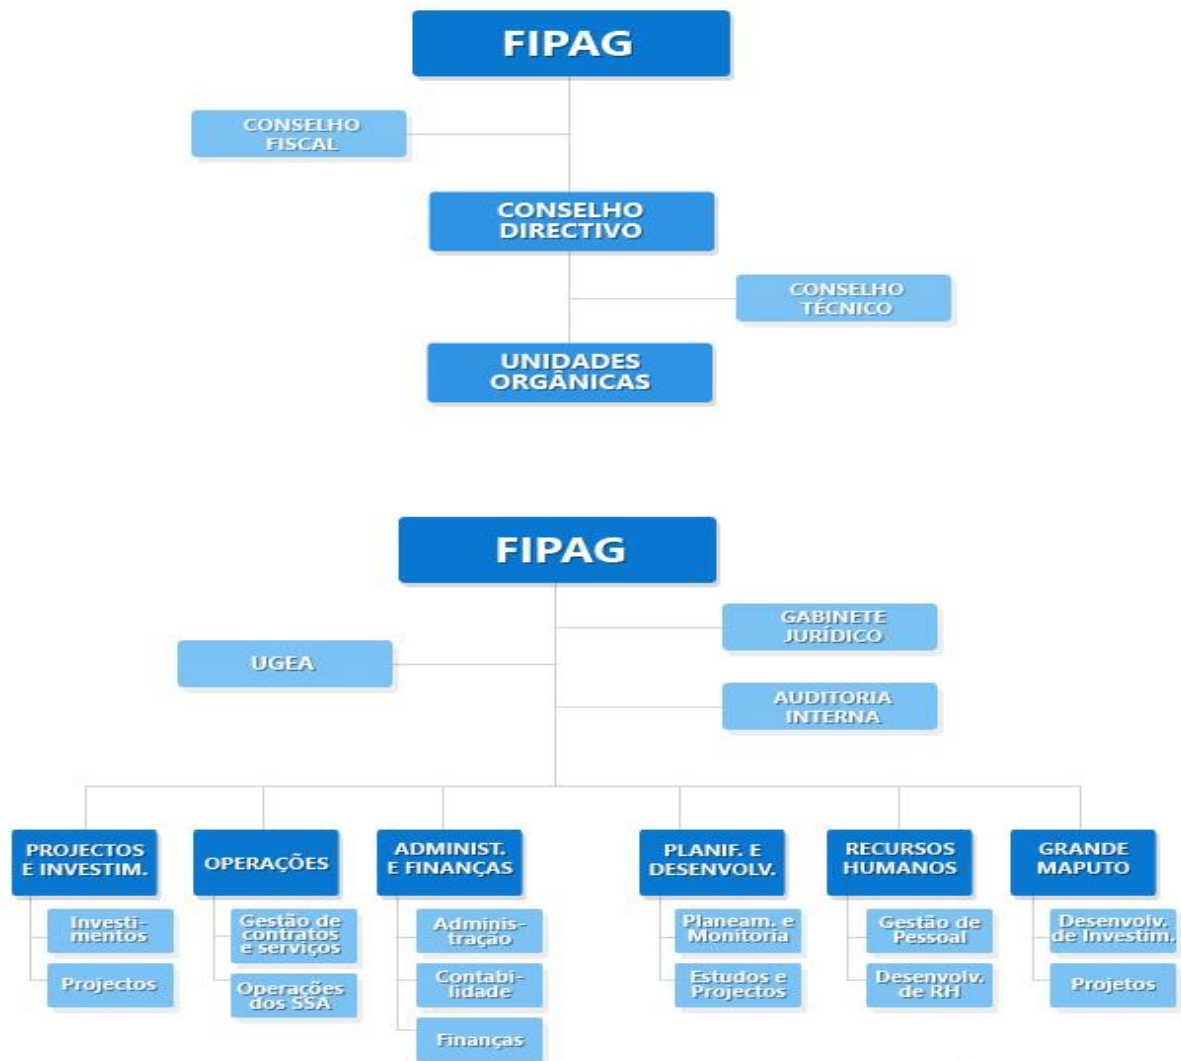 FIPAG
CONSELHO
FISCAL
CONSELHO
DIRECTIVO
CONSELHO
TÉCNICO
UNIDADES
ORGÂNICAS
FIPAG
GABINETE
JURÍDICO
UGEA
AUDITORIA
INTERNA
PROJECTOS
E INVESTIM.
Investi-
mentos
Projectos
OPERAÇÕES
Gestão de
contratos
e serviços
Operações
dos SSA
ADMINIST.
E FINANÇAS
Adminis-
tração
Contabi-
lidade
Finanças
PLANIF. E
DESENVOLV.
Planeam. e
Monitoria
Estudos e
Projectos
RECURSOS
HUMANOS
Gestão de
Pessoal
Desenvolv.
de RH
GRANDE
MAPUTO
Desenvolv.
de Investim.
Projetos